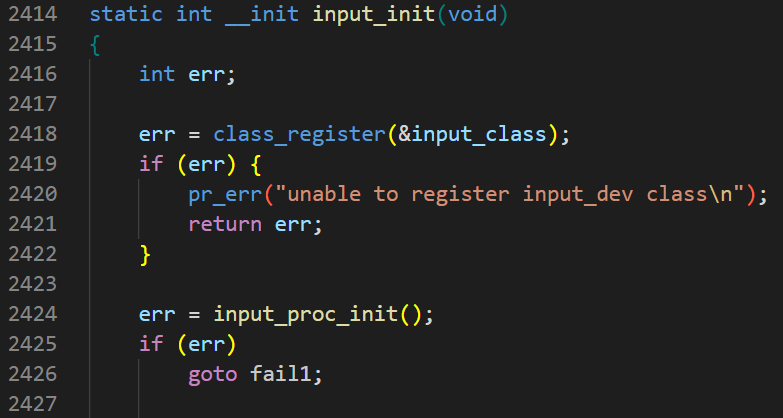 2414 static int __init input_init(void)
2415 {
2416     int err;
2417
2418     err = class_register(&input_class);
2419     if (err) {
2420         pr_err("unable to register input_dev class\n");
2421         return err;
2422     }
2423
2424     err = input_proc_init();
2425     if (err)
2426         goto fail1;
2427